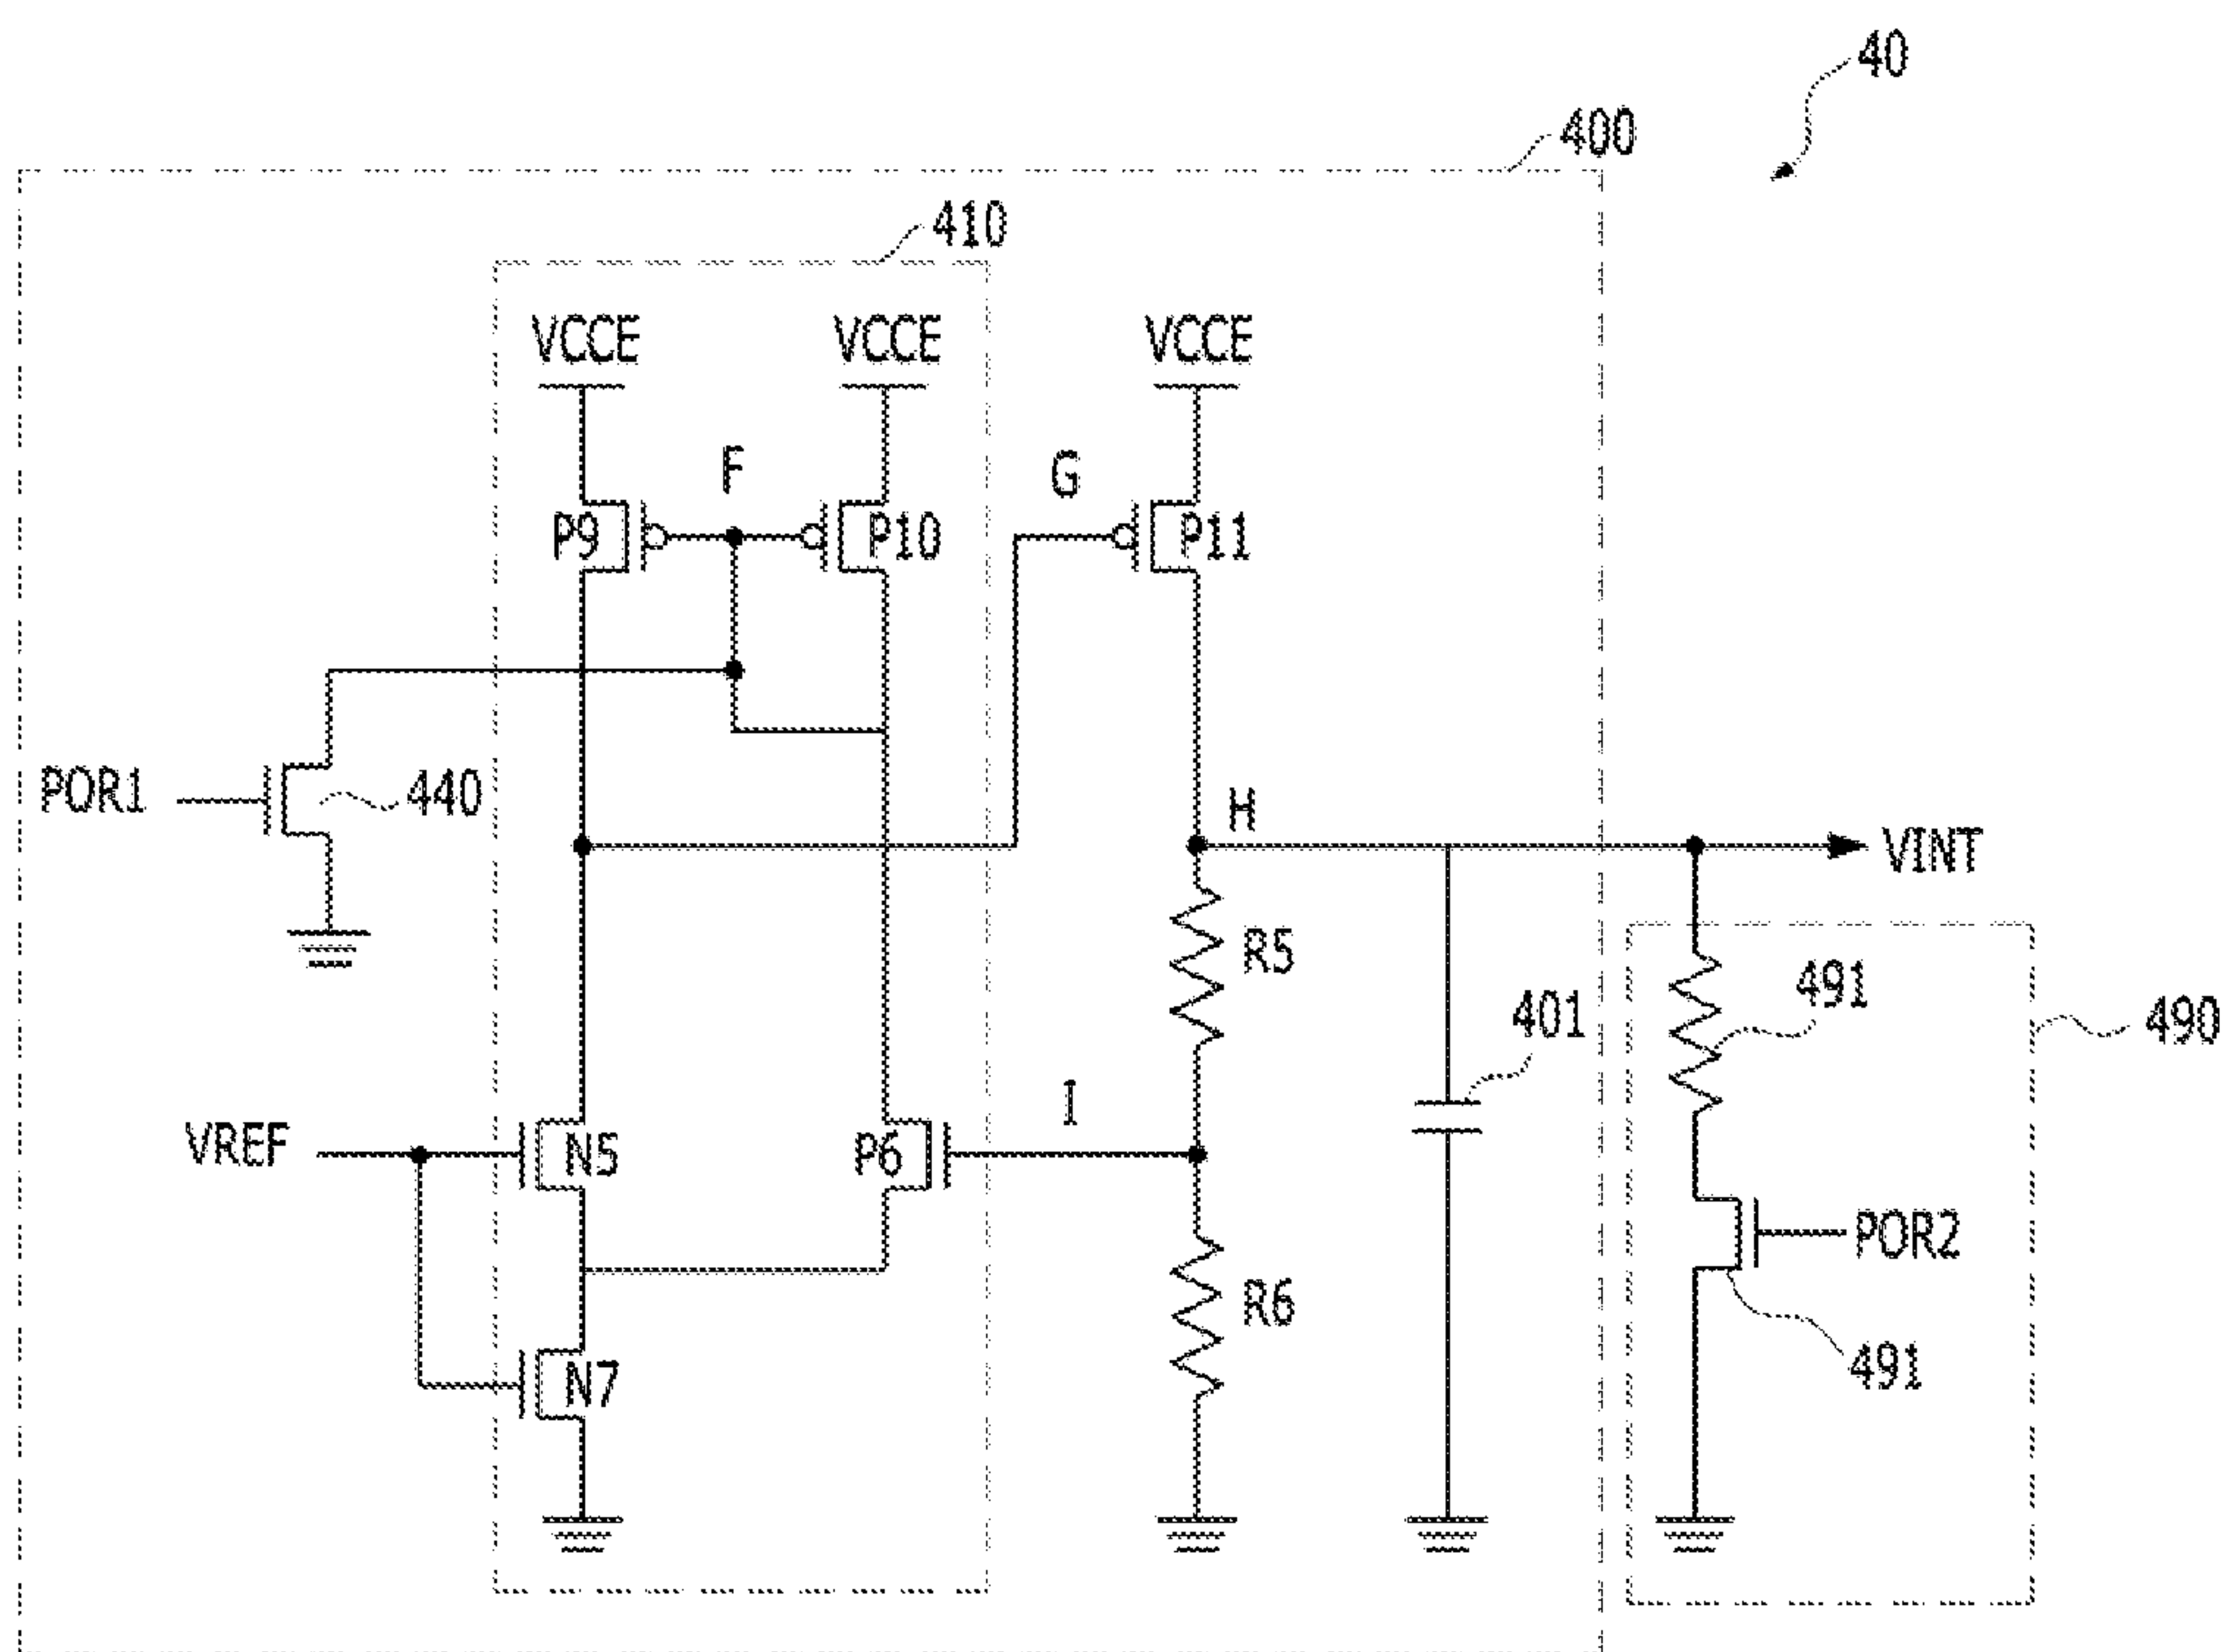 40
400
410
VCCE VCCE VCCE
F G
P9 P10 P11
POR1 440
H
VINT
R5 491
401 490
I
VREF N5 P6
POR2
R6
N7 491